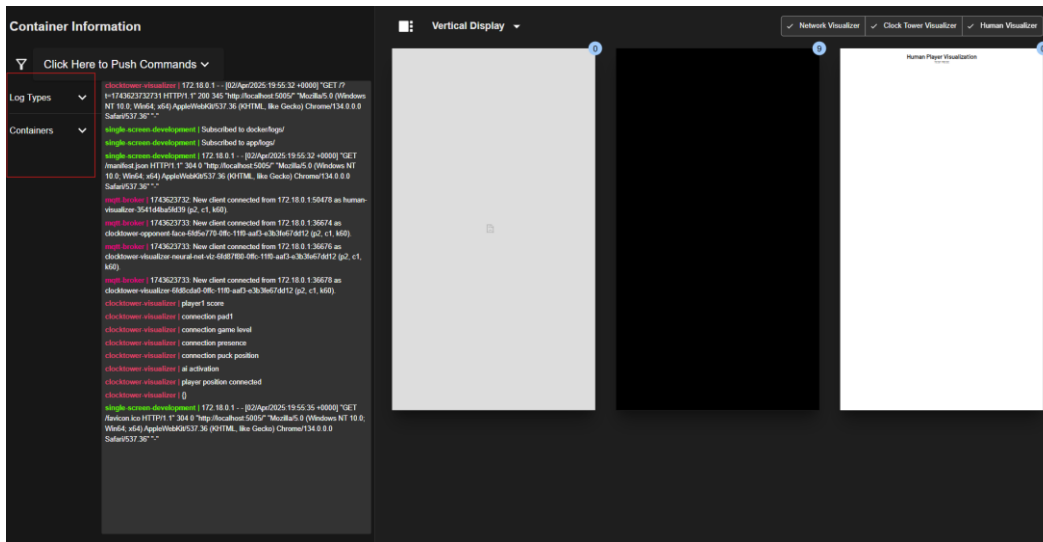 Container Information
Vertical Display
Network Visualizer
Clock Tower Visualizer
Human Visualizer
Click Here to Push Commands
Log Types
Containers
clocktower-visualizer | 172.18.0.1 - - [02/Apr/2025:19:55:32 +0000] "GET /?
t=1743623732731 HTTP/1.1" 200 345 "http://localhost:5005/" "Mozilla/5.0 (Windows
NT 10.0; Win64; x64) AppleWebKit/537.36 (KHTML, like Gecko) Chrome/134.0.0.0
Safari/537.36" "-"
single-screen-development | Subscribed to docker/logs/
single-screen-development | Subscribed to app/logs/
single-screen-development | 172.18.0.1 - - [02/Apr/2025:19:55:32 +0000] "GET
/manifest.json HTTP/1.1" 304 0 "http://localhost:5005/" "Mozilla/5.0 (Windows NT
10.0; Win64; x64) AppleWebKit/537.36 (KHTML, like Gecko) Chrome/134.0.0.0
Safari/537.36" "-"
mqtt-broker | 1743623732: New client connected from 172.18.0.1:50478 as human-
visualizer-3541d4ba5fd39 (p2, c1, k60).
mqtt-broker | 1743623733: New client connected from 172.18.0.1:36674 as
clocktower-opponent-face-6fd5e770-0ffc-11f0-aaf3-e3b3fe67dd12 (p2, c1, k60).
mqtt-broker | 1743623733: New client connected from 172.18.0.1:36676 as
clocktower-visualizer-neural-net-viz-6fd87f80-0ffc-11f0-aaf3-e3b3fe67dd12 (p2, c1,
k60).
mqtt-broker | 1743623733: New client connected from 172.18.0.1:36678 as
clocktower-visualizer-6fd8cda0-0ffc-11f0-aaf3-e3b3fe67dd12 (p2, c1, k60).
clocktower-visualizer | player1 score
clocktower-visualizer | connection pad1
clocktower-visualizer | connection game level
clocktower-visualizer | connection presence
clocktower-visualizer | connection puck position
clocktower-visualizer | ai activation
clocktower-visualizer | player position connected
clocktower-visualizer | {}
single-screen-development | 172.18.0.1 - - [02/Apr/2025:19:55:35 +0000] "GET
/favicon.ico HTTP/1.1" 304 0 "http://localhost:5005/" "Mozilla/5.0 (Windows NT 10.0;
Win64; x64) AppleWebKit/537.36 (KHTML, like Gecko) Chrome/134.0.0.0
Safari/537.36" "-"
0
9
Human Player Visualization